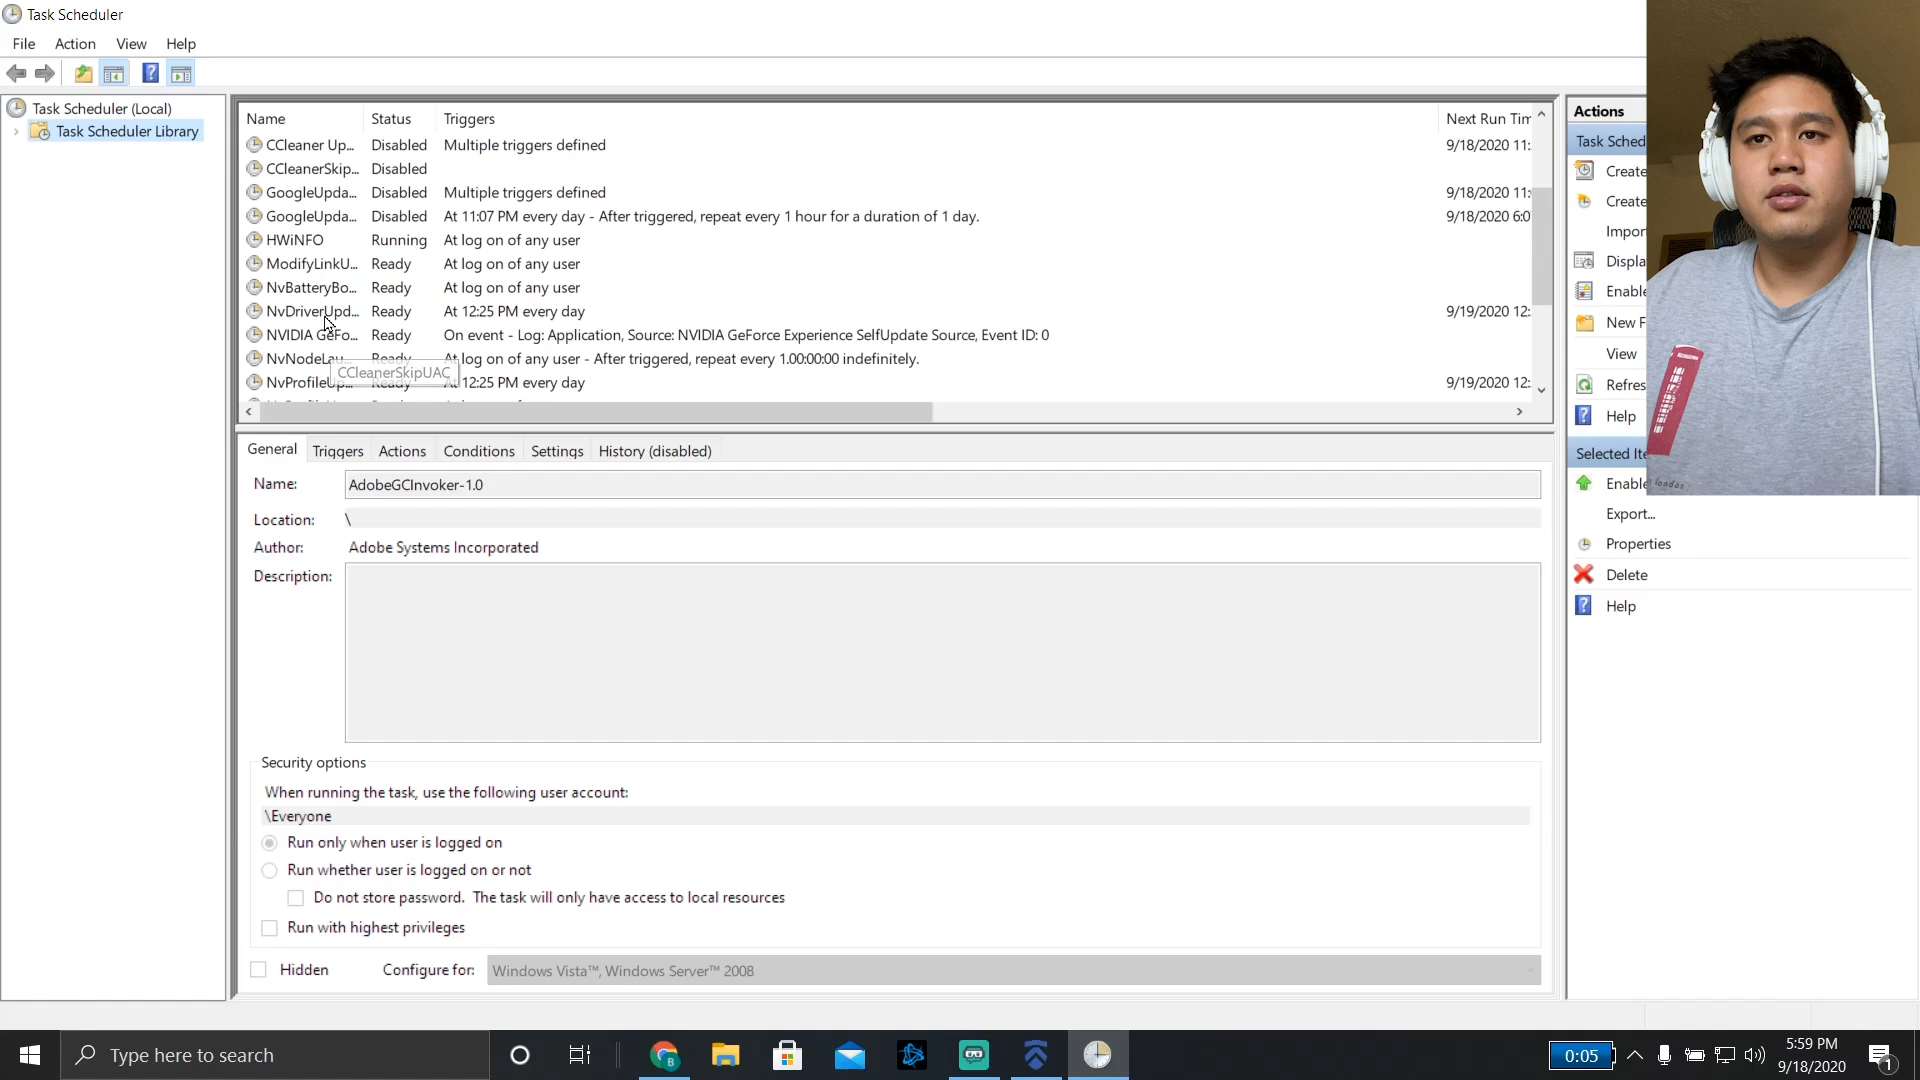 Task Scheduler
File Action View Help
Task Scheduler (Local)
Task Scheduler Library
Name Status Triggers Next Run Tim
CCleaner Up... Disabled Multiple triggers defined 9/18/2020 11:
CCleanerSkip... Disabled
GoogleUpda... Disabled Multiple triggers defined 9/18/2020 11:
GoogleUpda... Disabled At 11:07 PM every day - After triggered, repeat every 1 hour for a duration of 1 day. 9/18/2020 6:0
HWiNFO Running At log on of any user
ModifyLinkU... Ready At log on of any user
NvBatteryBo... Ready At log on of any user
NvDriverUpd... Ready At 12:25 PM every day 9/19/2020 12:
NVIDIA GeFo... Ready On event - Log: Application, Source: NVIDIA GeForce Experience SelfUpdate Source, Event ID: 0
NvNodeLau... Ready At log on of any user - After triggered, repeat every 1.00:00:00 indefinitely.
CCleanerSkipUAC
NvProfileUp... Ready At 12:25 PM every day 9/19/2020 12:
General Triggers Actions Conditions Settings History (disabled)
Name: AdobeGCInvoker-1.0
Location: \
Author: Adobe Systems Incorporated
Description:
Security options
When running the task, use the following user account:
\Everyone
Run only when user is logged on
Run whether user is logged on or not
Do not store password. The task will only have access to local resources
Run with highest privileges
Hidden Configure for: Windows Vista™, Windows Server™ 2008
Actions
Task Sched
Create
Create
Impor
Displa
Enable
New F
View
Refres
Help
Selected Ite
Enable
Export...
Properties
Delete
Help
london
Type here to search
0:05
5:59 PM
9/18/2020
1